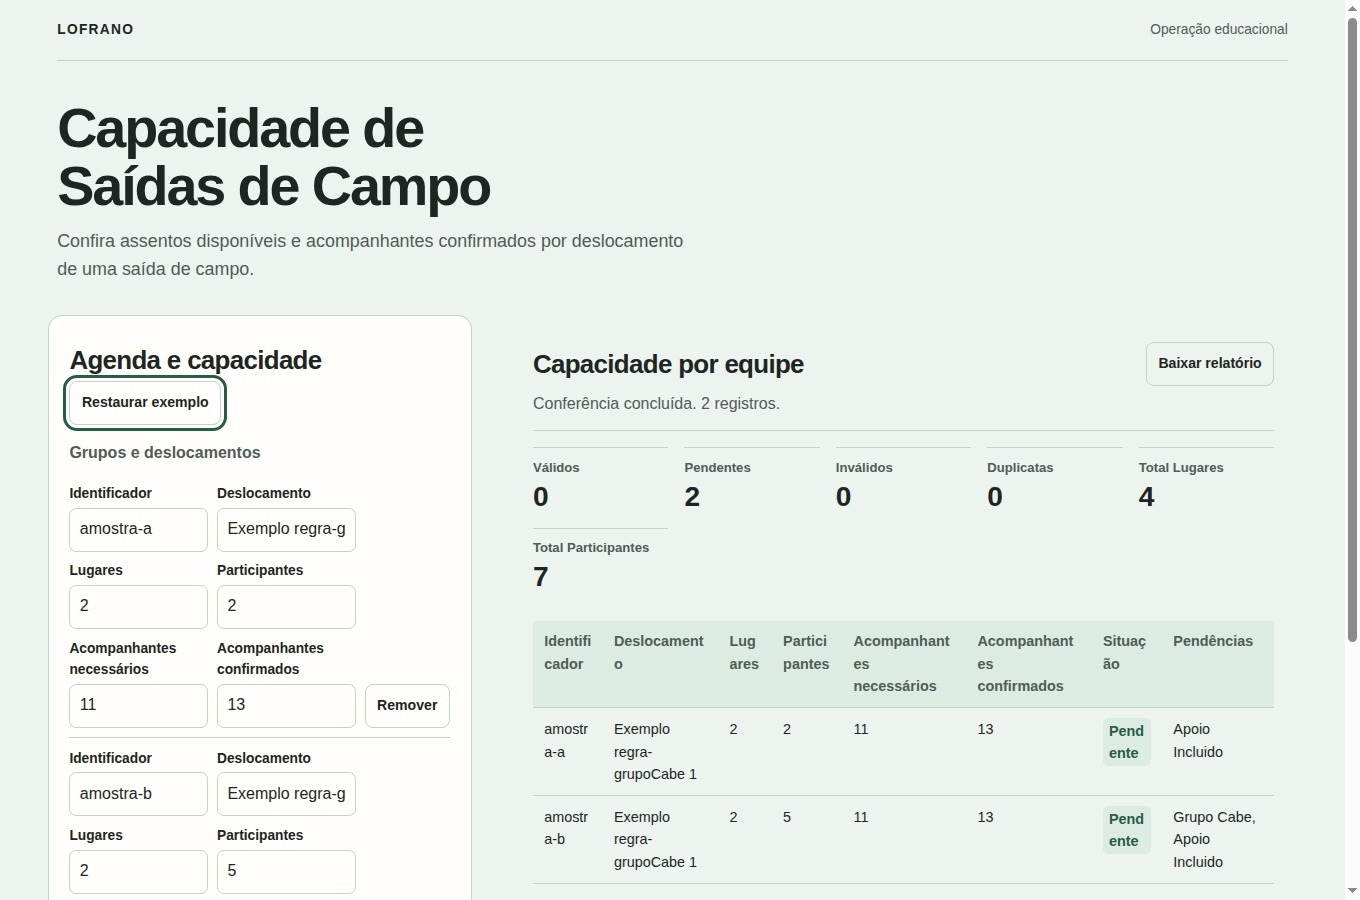 LOFRANO
Operação educacional
Capacidade de
Saídas de Campo
Confira assentos disponíveis e acompanhantes confirmados por deslocamento
de uma saída de campo.
Agenda e capacidade
Restaurar exemplo
Grupos e deslocamentos
Identificador
Deslocamento
amostra-a
Exemplo regra-g
Lugares
Participantes
2
2
Acompanhantes
necessários
Acompanhantes
confirmados
11
13
Remover
Identificador
Deslocamento
amostra-b
Exemplo regra-g
Lugares
Participantes
2
5
Capacidade por equipe
Baixar relatório
Conferência concluída. 2 registros.
Válidos
0
Pendentes
2
Inválidos
0
Duplicatas
0
Total Lugares
4
Total Participantes
7
Identifi
cador
Deslocament
o
Lug
ares
Partici
pantes
Acompanhant
es
necessários
Acompanhant
es
confirmados
Situaç
ão
Pendências
amostr
a-a
Exemplo
regra-
grupoCabe 1
2
2
11
13
Pend
ente
Apoio
Incluido
amostr
a-b
Exemplo
regra-
grupoCabe 1
2
5
11
13
Pend
ente
Grupo Cabe,
Apoio
Incluido